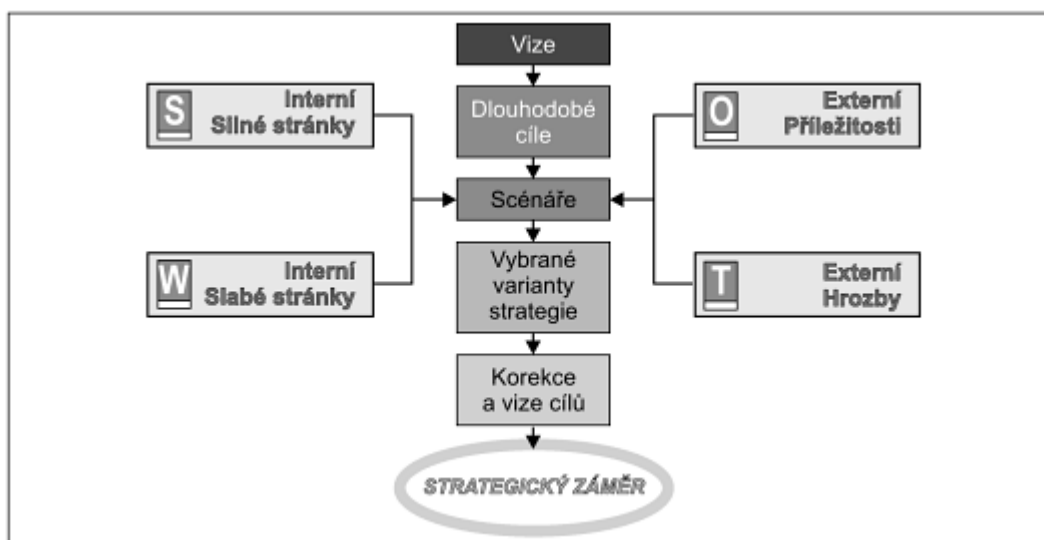 Vize
S
Interní
Silné stránky
Dlouhodobé
cíle
O
Externí
Příležitosti
Scénáře
W
Interní
Slabé stránky
Vybrané
varianty
strategie
T
Externí
Hrozby
Korekce
a vize cílů
STRATEGICKÝ ZÁMĚR